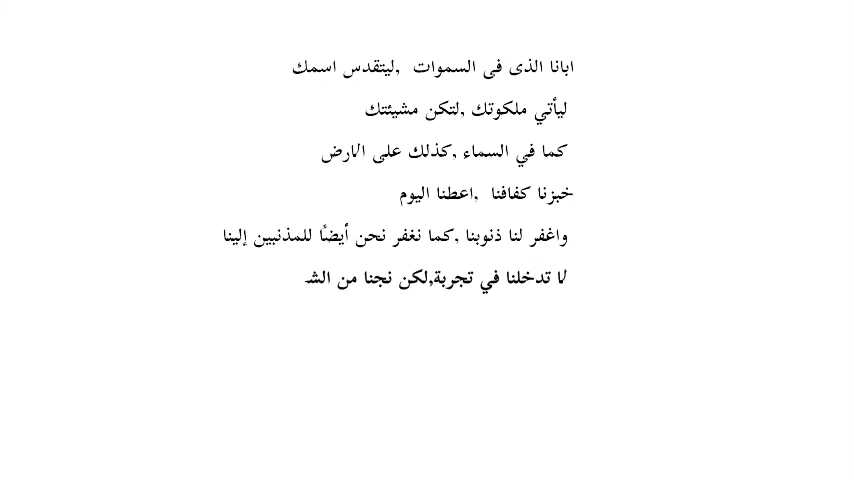 ابانا الذى فى السموات  ,ليتقدس اسمك
ليأتي ملكوتك ,لتكن مشيئتك
كما في السماء ,كذلك على الارض
خبزنا كفافنا  ,اعطنا اليوم
واغفر لنا ذنوبنا ,كما نغفر نحن أيضًا للمذنبين إلينا
لا تدخلنا في تجربة,لكن نجنا من الشـ